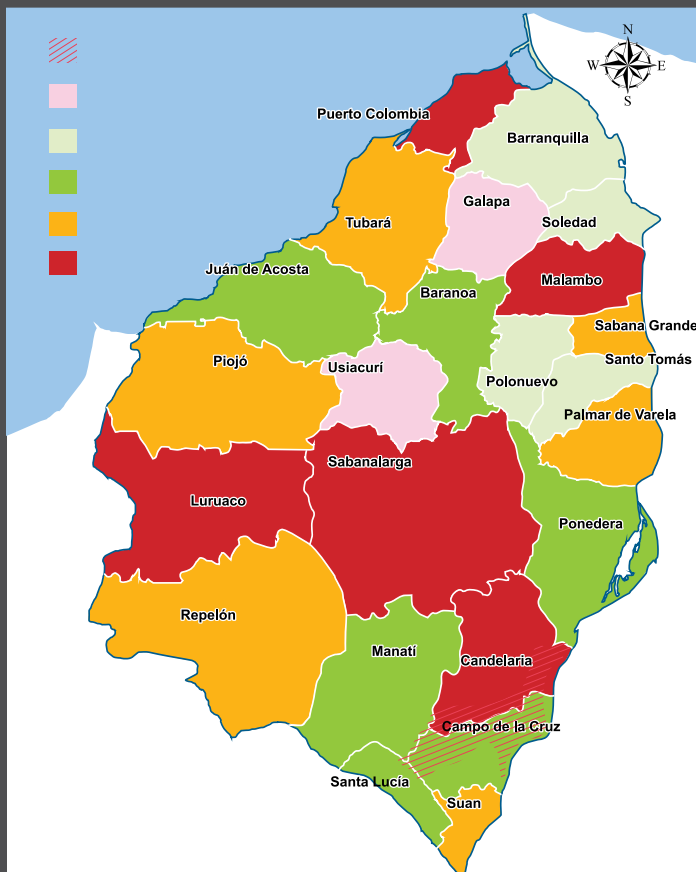 N
W E
S
Puerto Colombia
Barranquilla
Galapa
Tubará
Soledad
Juán de Acosta
Malambo
Baranoa
Sabana Grande
Santo Tomás
Piojó
Usiacurí
Polonuevo
Palmar de Varela
Sabanalarga
Luruaco
Ponedera
Repelón
Manatí
Candelaria
Campo de la Cruz
Santa Lucía
Suan